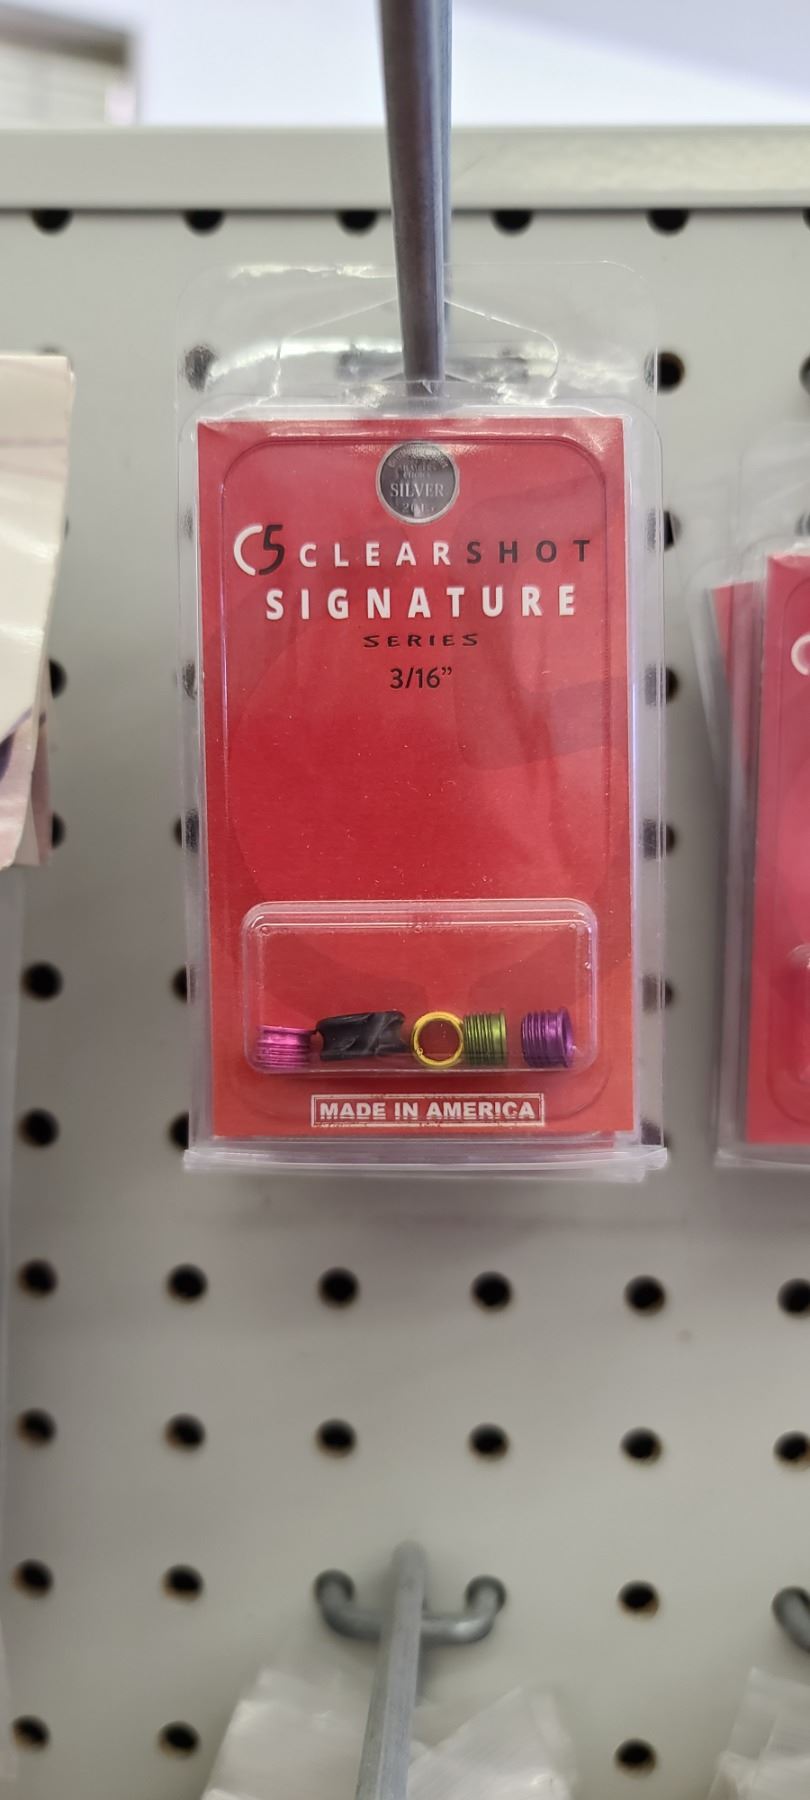 SILVER
C5 CLEARSHOT
SIGNATURE
SERIES
3/16”
MADE IN AMERICA